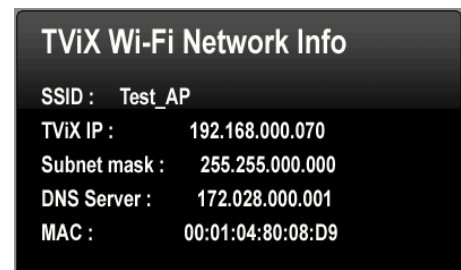 TViX Wi-Fi Network Info
SSID : Test_AP
TViX IP : 192.168.000.070
Subnet mask : 255.255.000.000
DNS Server : 172.028.000.001
MAC : 00:01:04:80:08:D9